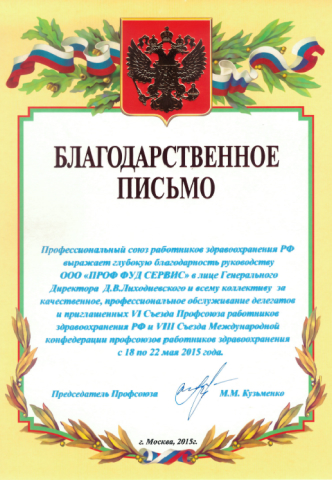 БЛАГОДАРСТВЕННОЕ
ПИСЬМО
Профессиональный союз работников здравоохранения РФ
выражает глубокую благодарность руководству
ООО «ПРОФ ФУД СЕРВИС» в лице Генерального
Директора Д.В.Лиходневского и всему коллективу за
качественное, профессиональное обслуживание делегатов
и приглашенных VI Съезда Профсоюза работников
здравоохранения РФ и VIII Съезда Международной
конфедерации профсоюзов работников здравоохранения
с 18 по 22 мая 2015 года.
Председатель Профсоюза М.М. Кузьменко
г. Москва, 2015г.